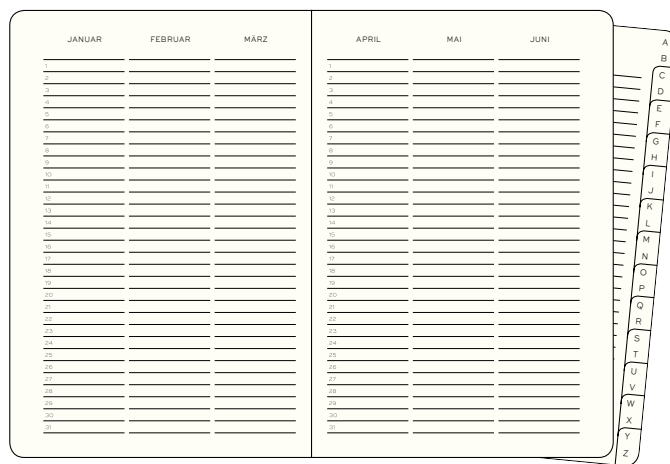 JANUAR FEBRUAR MÄRZ
1
2
3
4
5
6
7
8
9
10
11
12
13
14
15
16
17
18
19
20
21
22
23
24
25
26
27
28
29
30
31
APRIL MAI JUNI
1
2
3
4
5
6
7
8
9
10
11
12
13
14
15
16
17
18
19
20
21
22
23
24
25
26
27
28
29
30
31
A
B
C
D
E
F
G
H
I
J
K
L
M
N
O
P
Q
R
S
T
U
V
W
X
Y
Z